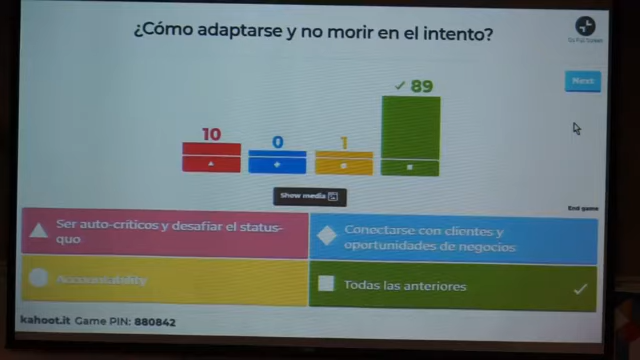 ¿Cómo adaptarse y no morir en el intento?
Next
✓ 89
10
0
1
Show media
End game
Ser auto-críticos y desafiar el status-
quo
Conectarse con clientes y
oportunidades de negocios
Accountability
Todas las anteriores
kahoot.it Game PIN: 880842